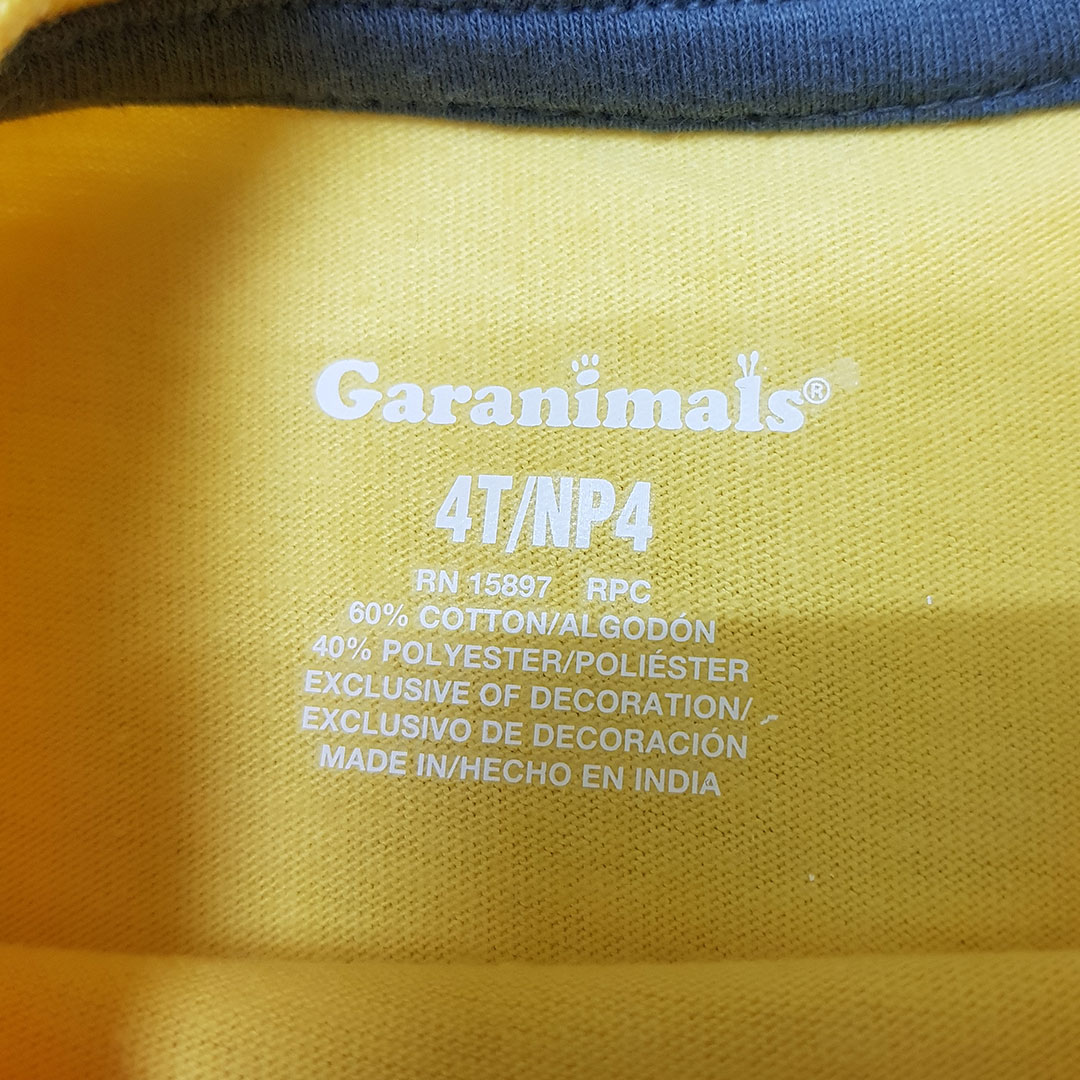 Garanimals®
4T/NP4
RN 15897 RPC
60% COTTON/ALGODÓN
40% POLYESTER/POLIÉSTER
EXCLUSIVE OF DECORATION/
EXCLUSIVO DE DECORACIÓN
MADE IN/HECHO EN INDIA